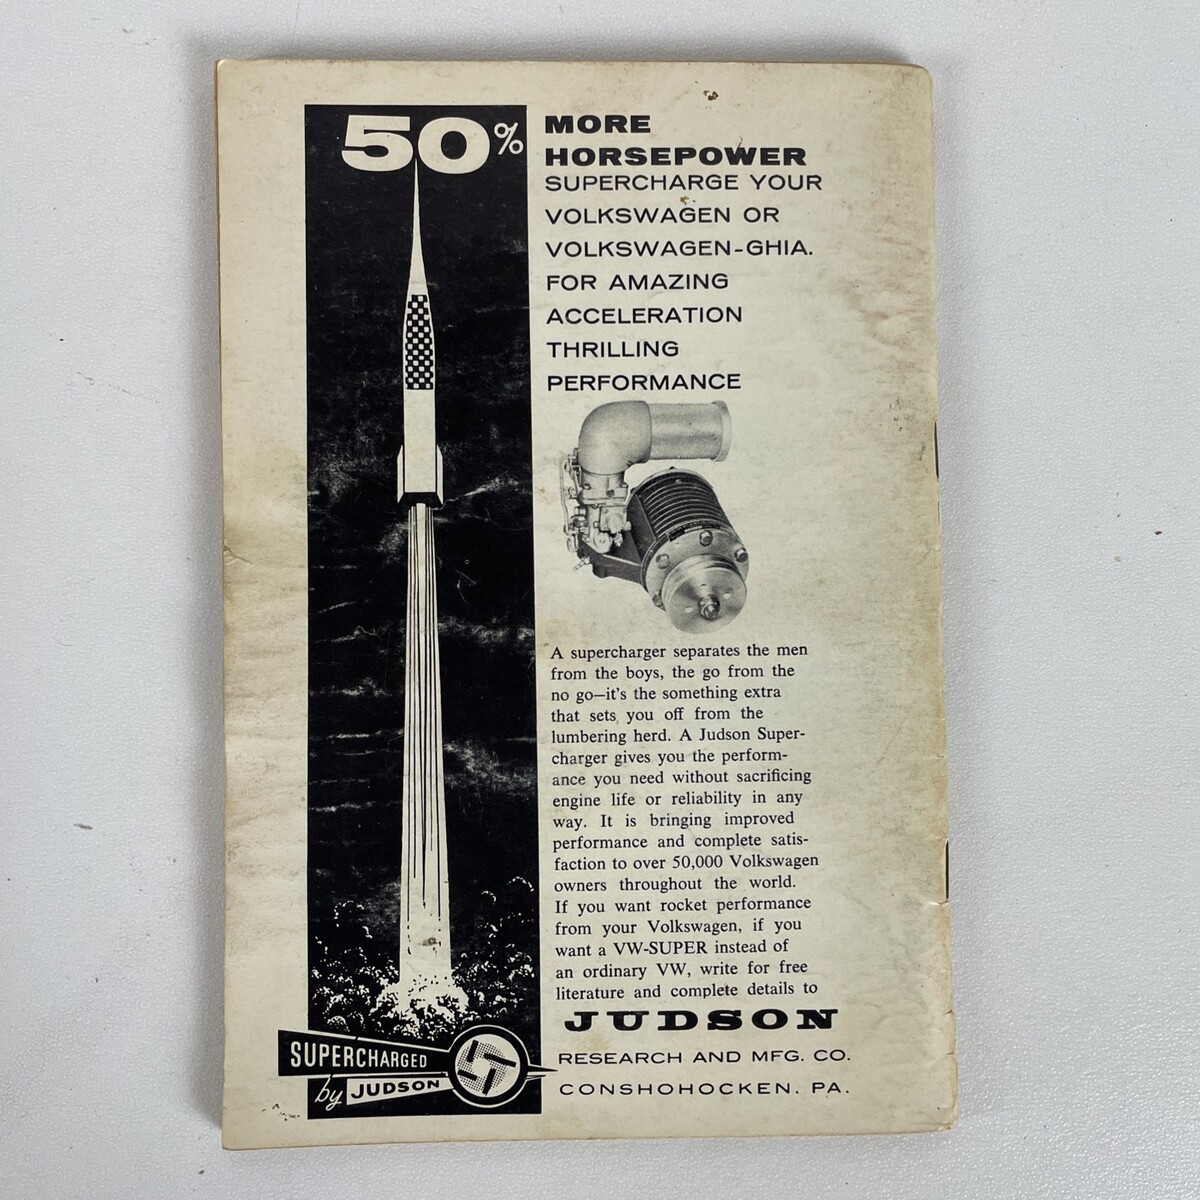 50%
MORE
HORSEPOWER
SUPERCHARGE YOUR
VOLKSWAGEN OR
VOLKSWAGEN-GHIA.
FOR AMAZING
ACCELERATION
THRILLING
PERFORMANCE
A supercharger separates the men
from the boys, the go from the
no go—it's the something extra
that sets you off from the
lumbering herd. A Judson Super-
charger gives you the perform-
ance you need without sacrificing
engine life or reliability in any
way. It is bringing improved
performance and complete satis-
faction to over 50,000 Volkswagen
owners throughout the world.
If you want rocket performance
from your Volkswagen, if you
want a VW-SUPER instead of
an ordinary VW, write for free
literature and complete details to
JUDSON
RESEARCH AND MFG. CO.
CONSHOHOCKEN. PA.
SUPERCHARGED
by JUDSON